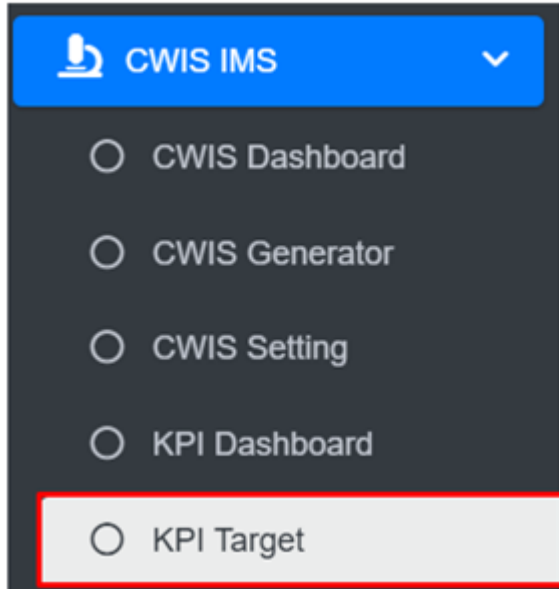 CWIS IMS
CWIS Dashboard
CWIS Generator
CWIS Setting
KPI Dashboard
KPI Target